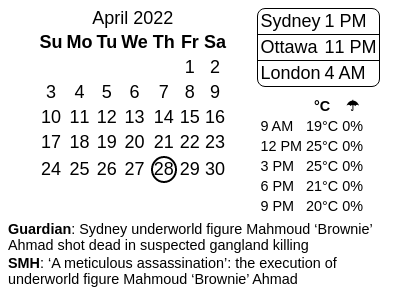 April 2022
Su Mo Tu We Th Fr Sa
1 2
3 4 5 6 7 8 9
10 11 12 13 14 15 16
17 18 19 20 21 22 23
24 25 26 27 28 29 30
Sydney 1 PM
Ottawa 11 PM
London 4 AM
°C ☂
9 AM 19°C 0%
12 PM 25°C 0%
3 PM 25°C 0%
6 PM 21°C 0%
9 PM 20°C 0%
Guardian: Sydney underworld figure Mahmoud ‘Brownie’
Ahmad shot dead in suspected gangland killing
SMH: ‘A meticulous assassination’: the execution of
underworld figure Mahmoud ‘Brownie’ Ahmad